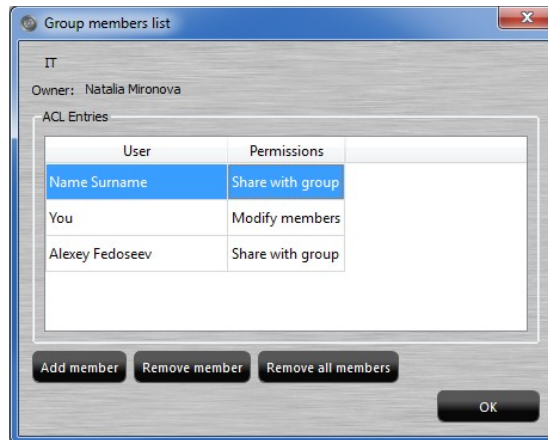 Group members list
IT
Owner: Natalia Mironova
ACL Entries
User Permissions
Name Surname Share with group
You Modify members
Alexey Fedoseev Share with group
Add member Remove member Remove all members
OK